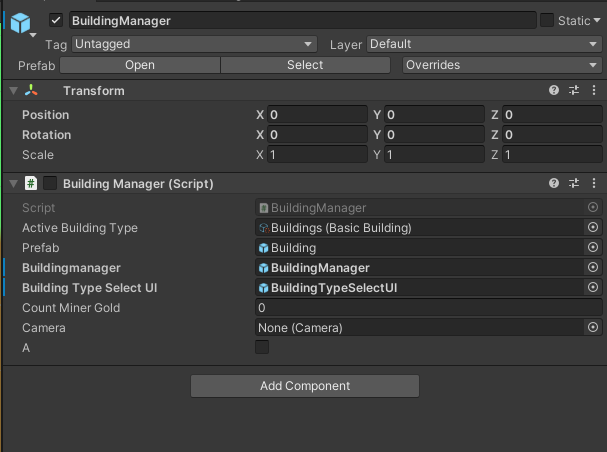 BuildingManager Static
Tag Untagged Layer Default
Prefab Open Select Overrides
Transform
Position X 0 Y 0 Z 0
Rotation X 0 Y 0 Z 0
Scale X 1 Y 1 Z 1
# Building Manager (Script)
Script BuildingManager
Active Building Type Buildings (Basic Building)
Prefab Building
Buildingmanager BuildingManager
Building Type Select UI BuildingTypeSelectUI
Count Miner Gold 0
Camera None (Camera)
A
Add Component